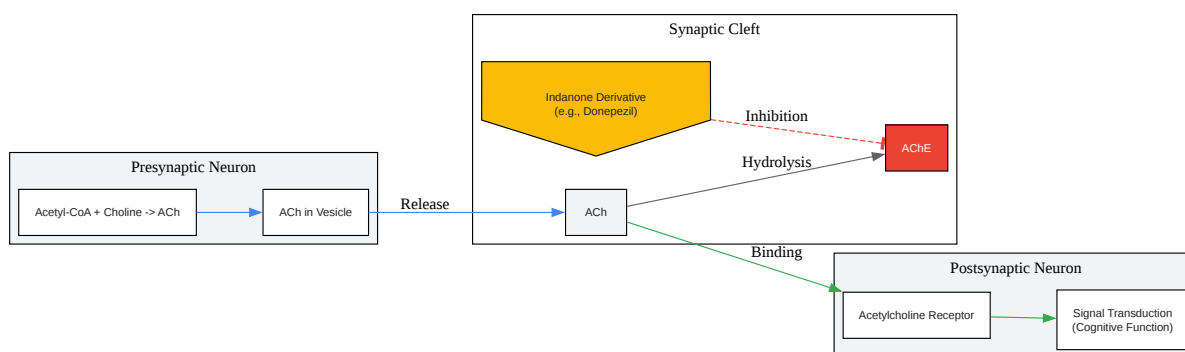 Synaptic Cleft
Indanone Derivative
(e.g., Donepezil)
Inhibition
AChE
Hydrolysis
Presynaptic Neuron
Acetyl-CoA + Choline -> ACh
ACh in Vesicle
Release
ACh
Binding
Postsynaptic Neuron
Acetylcholine Receptor
Signal Transduction
(Cognitive Function)